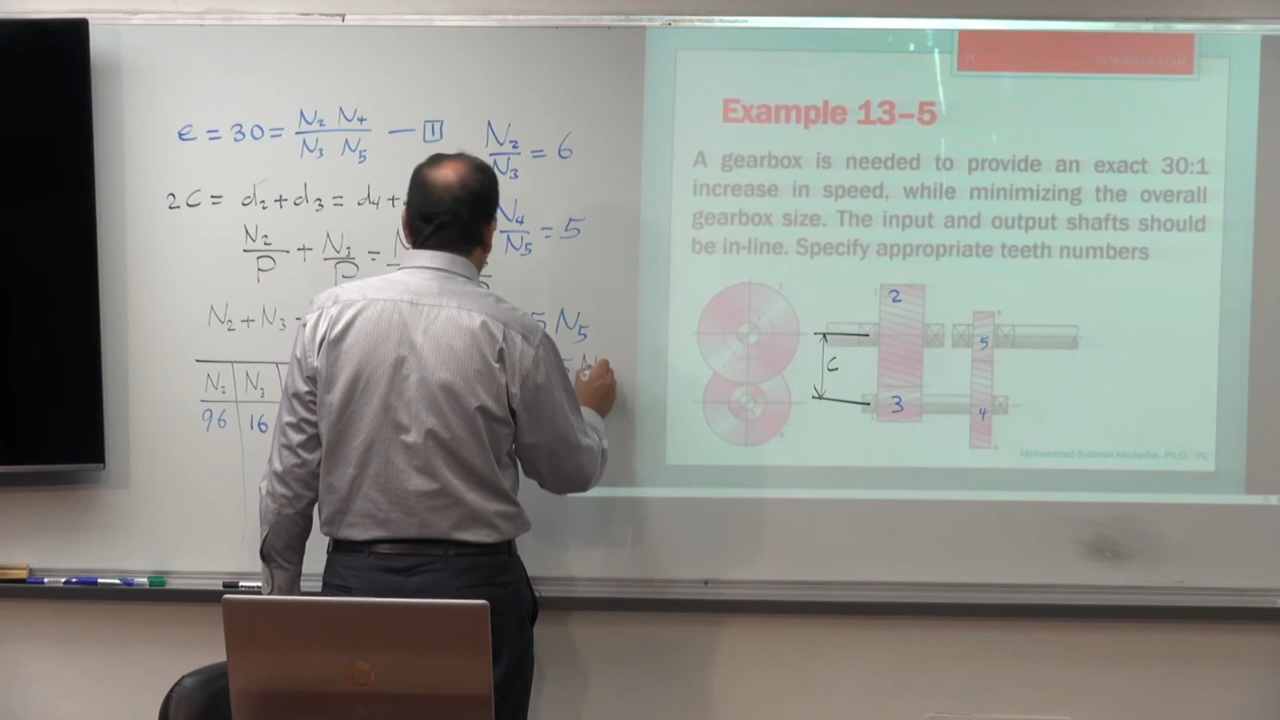 e = 30 = N2 N4 / N3 N5 — 1
N2 / N3 = 6
2C = d2 + d3 = d4 +
N4 / N5 = 5
N2 / P + N3 / P =
N2 + N3
5 N5
N2 N3
96 16
Example 13–5
A gearbox is needed to provide an exact 30:1
increase in speed, while minimizing the overall
gearbox size. The input and output shafts should
be in-line. Specify appropriate teeth numbers
2
5
C
3
4
hp